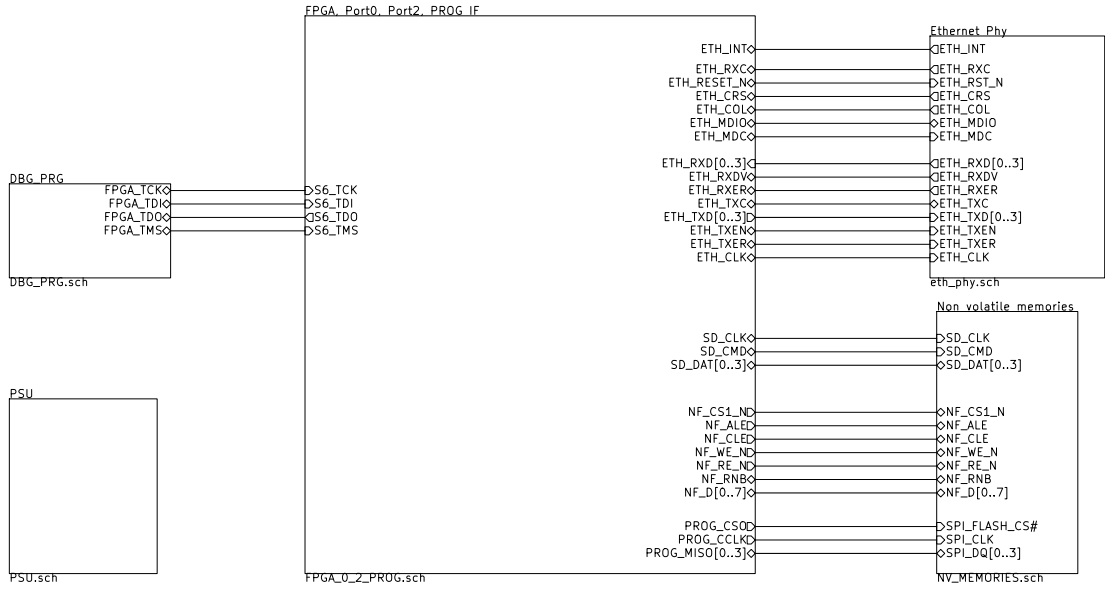 FPGA, Port0, Port2, PROG IF
ETH_INT
ETH_RXC
ETH_RESET_N
ETH_CRS
ETH_COL
ETH_MDIO
ETH_MDC
ETH_RXD[0..3]
ETH_RXDV
ETH_RXER
ETH_TXC
ETH_TXD[0..3]
ETH_TXEN
ETH_TXER
ETH_CLK
Ethernet Phy
ETH_INT
ETH_RXC
ETH_RST_N
ETH_CRS
ETH_COL
ETH_MDIO
ETH_MDC
ETH_RXD[0..3]
ETH_RXDV
ETH_RXER
ETH_TXC
ETH_TXD[0..3]
ETH_TXEN
ETH_TXER
ETH_CLK
eth_phy.sch
DBG_PRG
FPGA_TCK
FPGA_TDI
FPGA_TDO
FPGA_TMS
DBG_PRG.sch
S6_TCK
S6_TDI
S6_TDO
S6_TMS
SD_CLK
SD_CMD
SD_DAT[0..3]
NF_CS1_N
NF_ALE
NF_CLE
NF_WE_N
NF_RE_N
NF_RNB
NF_D[0..7]
PROG_CSO
PROG_CCLK
PROG_MISO[0..3]
FPGA_0_2_PROG.sch
Non volatile memories
SD_CLK
SD_CMD
SD_DAT[0..3]
NF_CS1_N
NF_ALE
NF_CLE
NF_WE_N
NF_RE_N
NF_RNB
NF_D[0..7]
SPI_FLASH_CS#
SPI_CLK
SPI_DQ[0..3]
NV_MEMORIES.sch
PSU
PSU.sch